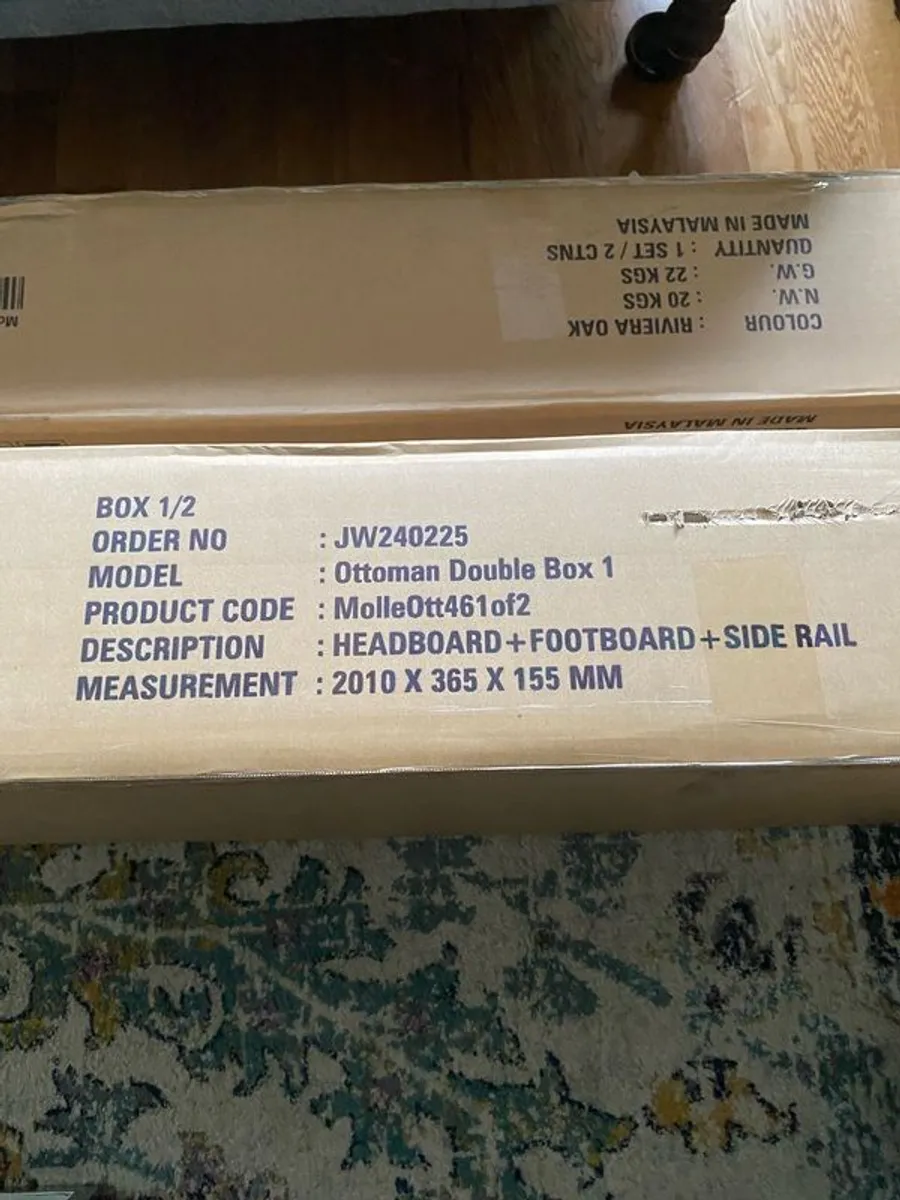 MADE IN MALAYSIA
QUANTITY : 1 SET / 2 CTNS
G.W. : 22 KGS
N.W. : 20 KGS
COLOUR : RIVIERA OAK
MADE IN MALAYSIA
BOX 1/2
ORDER NO : JW240225
MODEL : Ottoman Double Box 1
PRODUCT CODE : MolleOtt461of2
DESCRIPTION : HEADBOARD+FOOTBOARD+SIDE RAIL
MEASUREMENT : 2010 X 365 X 155 MM